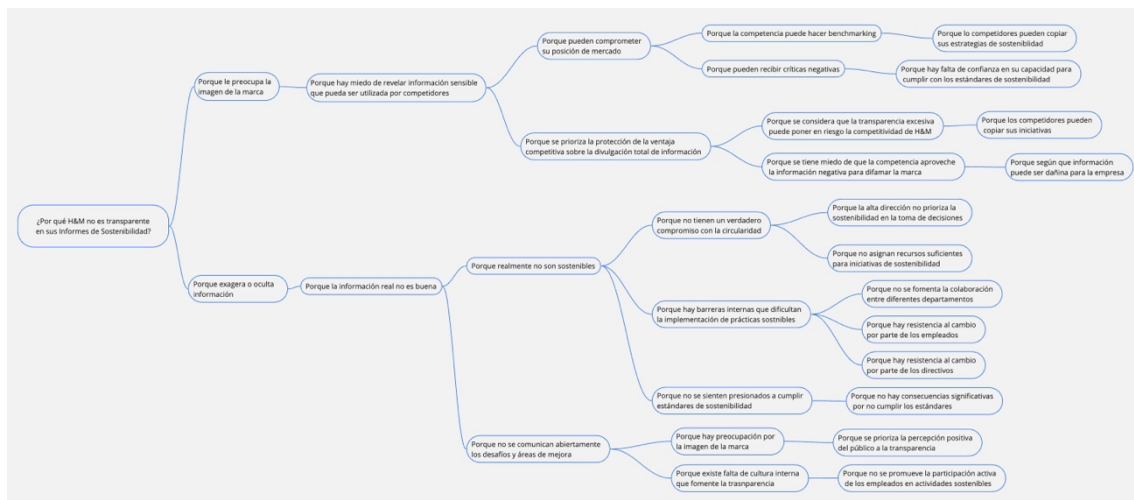 ¿Por qué H&M no es transparente
en sus Informes de Sostenibilidad?
Porque le preocupa la
imagen de la marca
Porque hay miedo de revelar información sensible
que pueda ser utilizada por competidores
Porque pueden comprometer
su posición de mercado
Porque la competencia puede hacer benchmarking
Porque lo competidores pueden copiar
sus estrategias de sostenibilidad
Porque pueden recibir críticas negativas
Porque hay falta de confianza en su capacidad para
cumplir con los estándares de sostenibilidad
Porque se prioriza la protección de la ventaja
competitiva sobre la divulgación total de información
Porque se considera que la transparencia excesiva
puede poner en riesgo la competitividad de H&M
Porque los competidores pueden
copiar sus iniciativas
Porque se tiene miedo de que la competencia aproveche
la información negativa para difamar la marca
Porque según que información
puede ser dañina para la empresa
Porque exagera o oculta
información
Porque la información real no es buena
Porque realmente no son sostenibles
Porque no tienen un verdadero
compromiso con la circularidad
Porque la alta dirección no prioriza la
sostenibilidad en la toma de decisiones
Porque no asignan recursos suficientes
para iniciativas de sostenibilidad
Porque hay barreras internas que dificultan
la implementación de prácticas sostnibles
Porque no se fomenta la colaboración
entre diferentes departamentos
Porque hay resistencia al cambio
por parte de los empleados
Porque hay resistencia al cambio
por parte de los directivos
Porque no se sienten presionados a cumplir
estándares de sostenibilidad
Porque no hay consecuencias significativas
por no cumplir los estándares
Porque no se comunican abiertamente
los desafíos y áreas de mejora
Porque hay preocupación por
la imagen de la marca
Porque se prioriza la percepción positiva
del público a la transparencia
Porque existe falta de cultura interna
que fomente la trasnparencia
Porque no se promueve la participación activa
de los empleados en actividades sostenibles